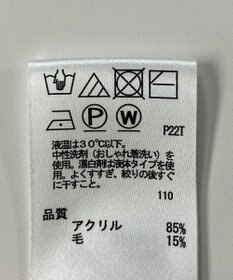 P W P22T
液温は30℃以下。
中性洗剤(おしゃれ着洗い)を
使用。漂白剤は液体タイプを使
用。よくすすぎ、絞りの後すぐ
に干すこと。
110
品質
アクリル 85%
毛 15%